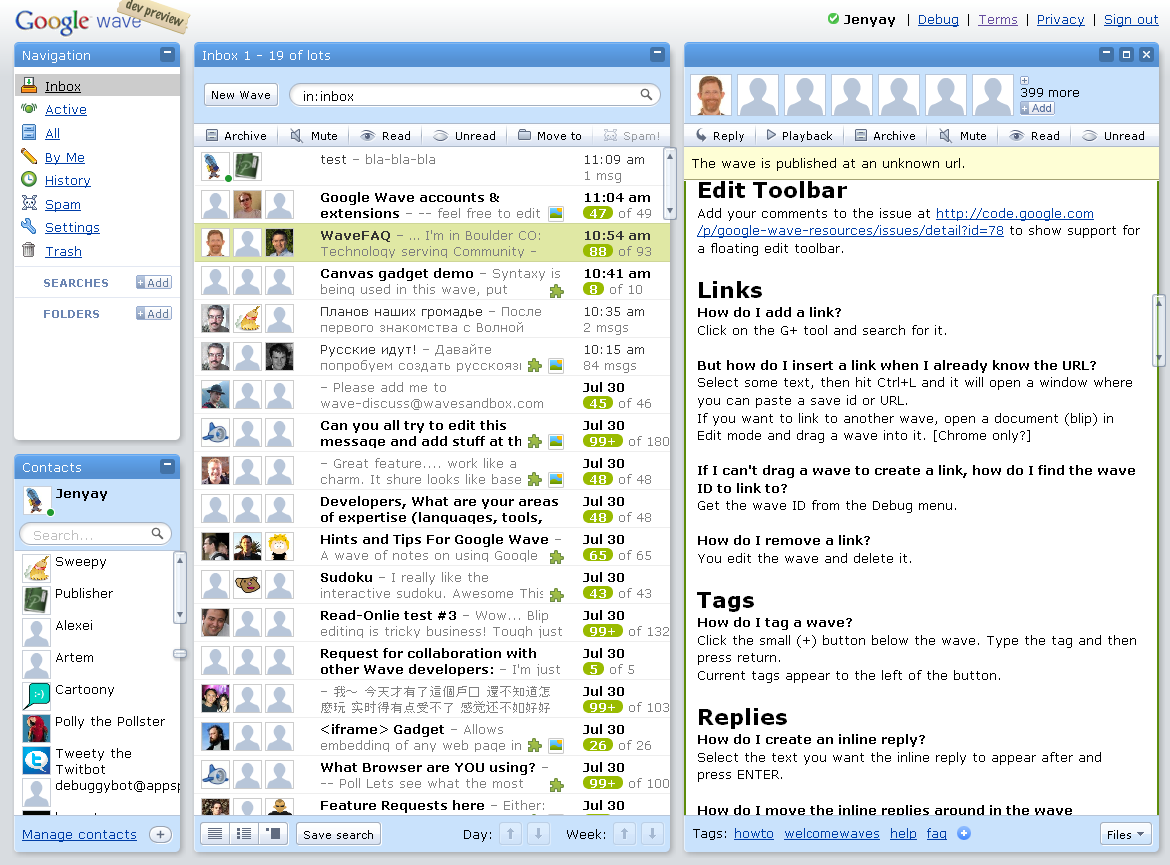 Google wave dev preview
Jenyay | Debug | Terms | Privacy | Sign out
Navigation
Inbox
Active
All
By Me
History
Spam
Settings
Trash
SEARCHES +Add
FOLDERS +Add
Contacts
Jenyay
Search...
Sweepy
Publisher
Alexei
Artem
Cartoony
Polly the Pollster
Tweety the
Twitbot
debuggybot@appsp
Manage contacts +
Inbox 1 - 19 of lots
New Wave in:inbox
Archive Mute Read Unread Move to Spam!
test – bla-bla-bla 11:09 am
1 msg
Google Wave accounts & 11:04 am
extensions – -- feel free to edit 47 of 49
WaveFAQ – ... I'm in Boulder CO: 10:54 am
Technology serving Community – 88 of 93
Canvas gadget demo – Syntaxy is 10:41 am
being used in this wave, put 8 of 10
Планов наших громадье – После 10:35 am
первого знакомства с Волной 2 msgs
Русские идут! – Давайте 10:15 am
попробуем создать русскоязы 84 msgs
– Please add me to Jul 30
wave-discuss@wavesandbox.com 45 of 46
Can you all try to edit this Jul 30
message and add stuff at th 99+ of 180
– Great feature.... work like a Jul 30
charm. It shure looks like base 48 of 48
Developers, What are your areas Jul 30
of expertise (languages, tools, 48 of 48
Hints and Tips For Google Wave – Jul 30
A wave of notes on using Google 65 of 65
Sudoku – I really like the Jul 30
interactive sudoku. Awesome This 43 of 43
Read-Onlie test #3 – Wow... Blip Jul 30
editing is tricky business! Tough just 99+ of 132
Request for collaboration with Jul 30
other Wave developers: – I'm just 5 of 5
– 我～ 今天才有了這個戶口 還不知道怎 Jul 30
麼玩 实时得有点受不了 感觉还不如好好 99+ of 103
<iframe> Gadget – Allows Jul 30
embedding of any web page in 26 of 26
What Browser are YOU using? – Jul 30
-- Poll Lets see what the most 99+ of 100
Feature Requests here – Either: Jul 30
Save search Day: Week:
399 more
+Add
Reply Playback Archive Mute Read Unread
The wave is published at an unknown url.
Edit Toolbar
Add your comments to the issue at http://code.google.com
/p/google-wave-resources/issues/detail?id=78 to show support for
a floating edit toolbar.
Links
How do I add a link?
Click on the G+ tool and search for it.
But how do I insert a link when I already know the URL?
Select some text, then hit Ctrl+L and it will open a window where
you can paste a save id or URL.
If you want to link to another wave, open a document (blip) in
Edit mode and drag a wave into it. [Chrome only?]
If I can't drag a wave to create a link, how do I find the wave
ID to link to?
Get the wave ID from the Debug menu.
How do I remove a link?
You edit the wave and delete it.
Tags
How do I tag a wave?
Click the small (+) button below the wave. Type the tag and then
press return.
Current tags appear to the left of the button.
Replies
How do I create an inline reply?
Select the text you want the inline reply to appear after and
press ENTER.
How do I move the inline replies around in the wave
Tags: howto welcomewaves help faq + Files